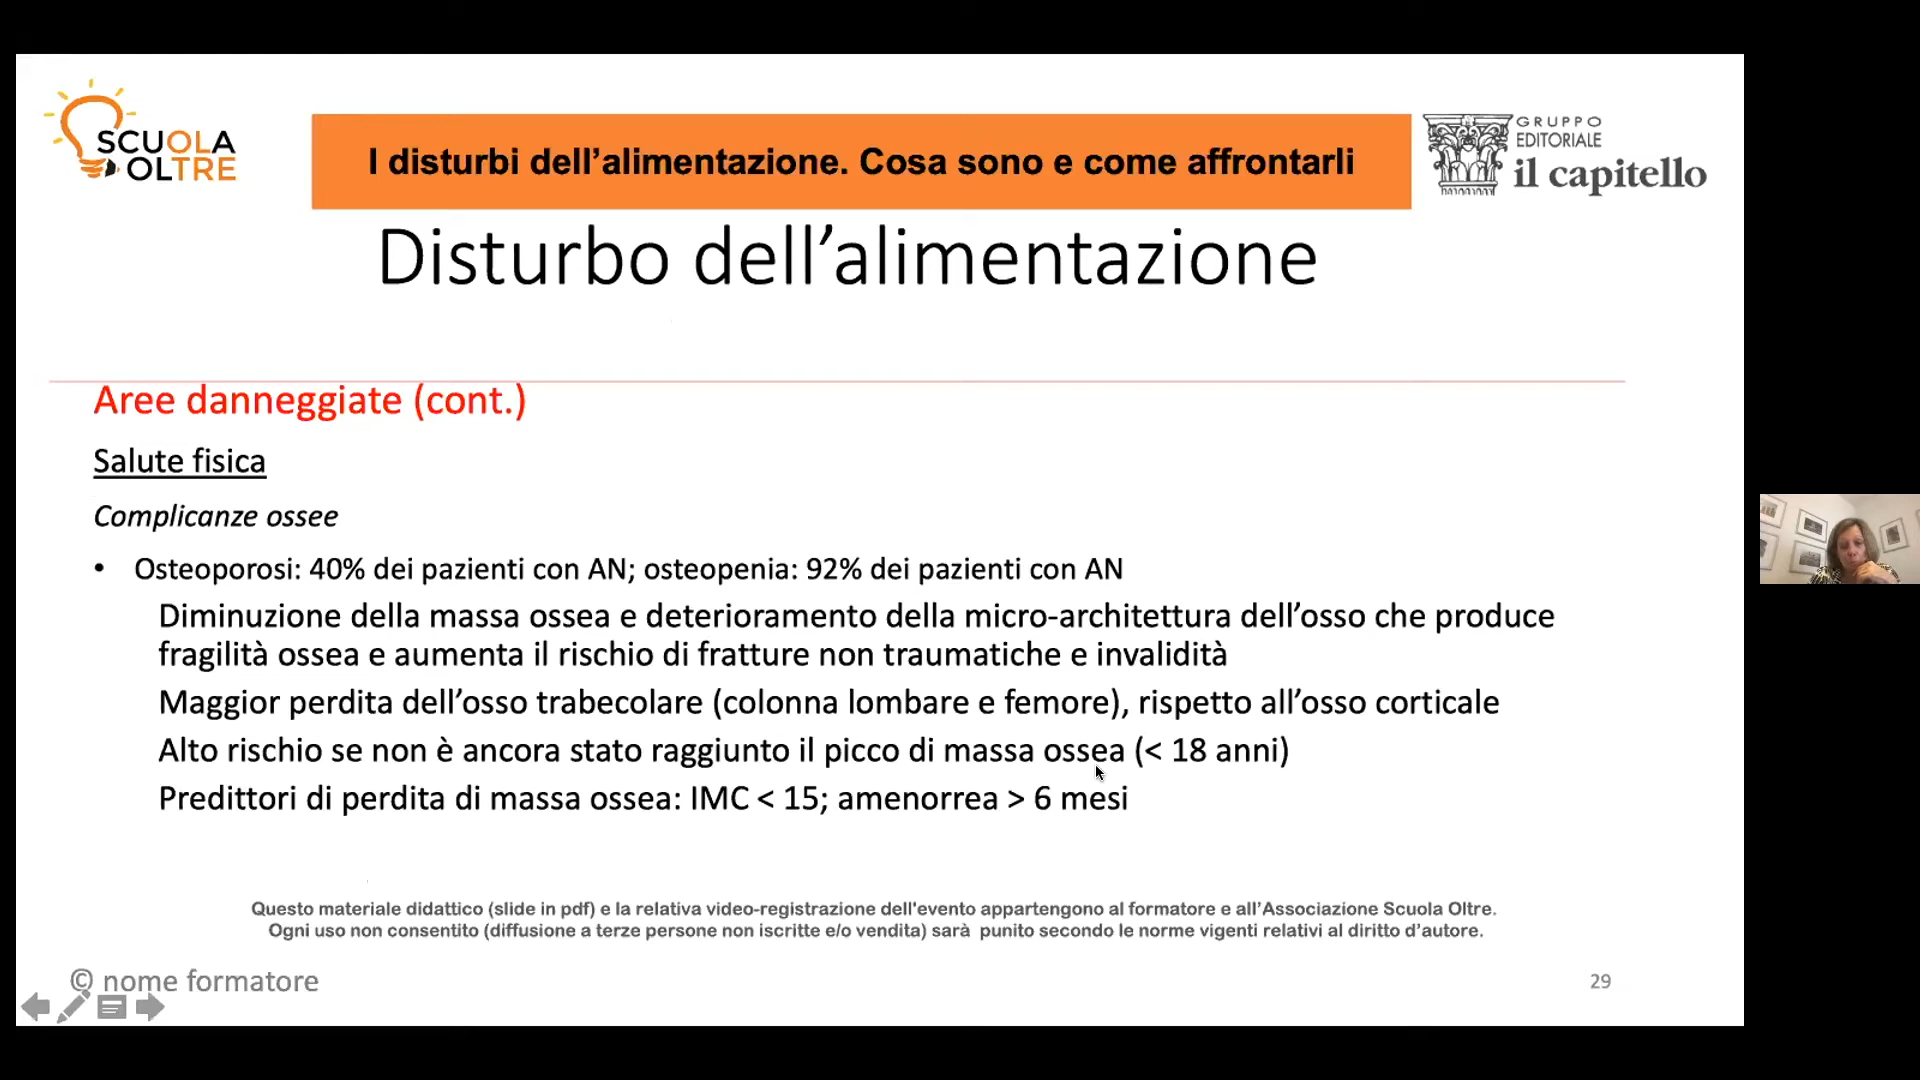 SCUOLA
OLTRE
I disturbi dell’alimentazione. Cosa sono e come affrontarli
GRUPPO
EDITORIALE
il capitello
Disturbo dell’alimentazione
Aree danneggiate (cont.)
Salute fisica
Complicanze ossee
• Osteoporosi: 40% dei pazienti con AN; osteopenia: 92% dei pazienti con AN
Diminuzione della massa ossea e deterioramento della micro-architettura dell’osso che produce
fragilità ossea e aumenta il rischio di fratture non traumatiche e invalidità
Maggior perdita dell’osso trabecolare (colonna lombare e femore), rispetto all’osso corticale
Alto rischio se non è ancora stato raggiunto il picco di massa ossea (< 18 anni)
Predittori di perdita di massa ossea: IMC < 15; amenorrea > 6 mesi
Questo materiale didattico (slide in pdf) e la relativa video-registrazione dell'evento appartengono al formatore e all’Associazione Scuola Oltre.
Ogni uso non consentito (diffusione a terze persone non iscritte e/o vendita) sarà punito secondo le norme vigenti relativi al diritto d’autore.
© nome formatore
29